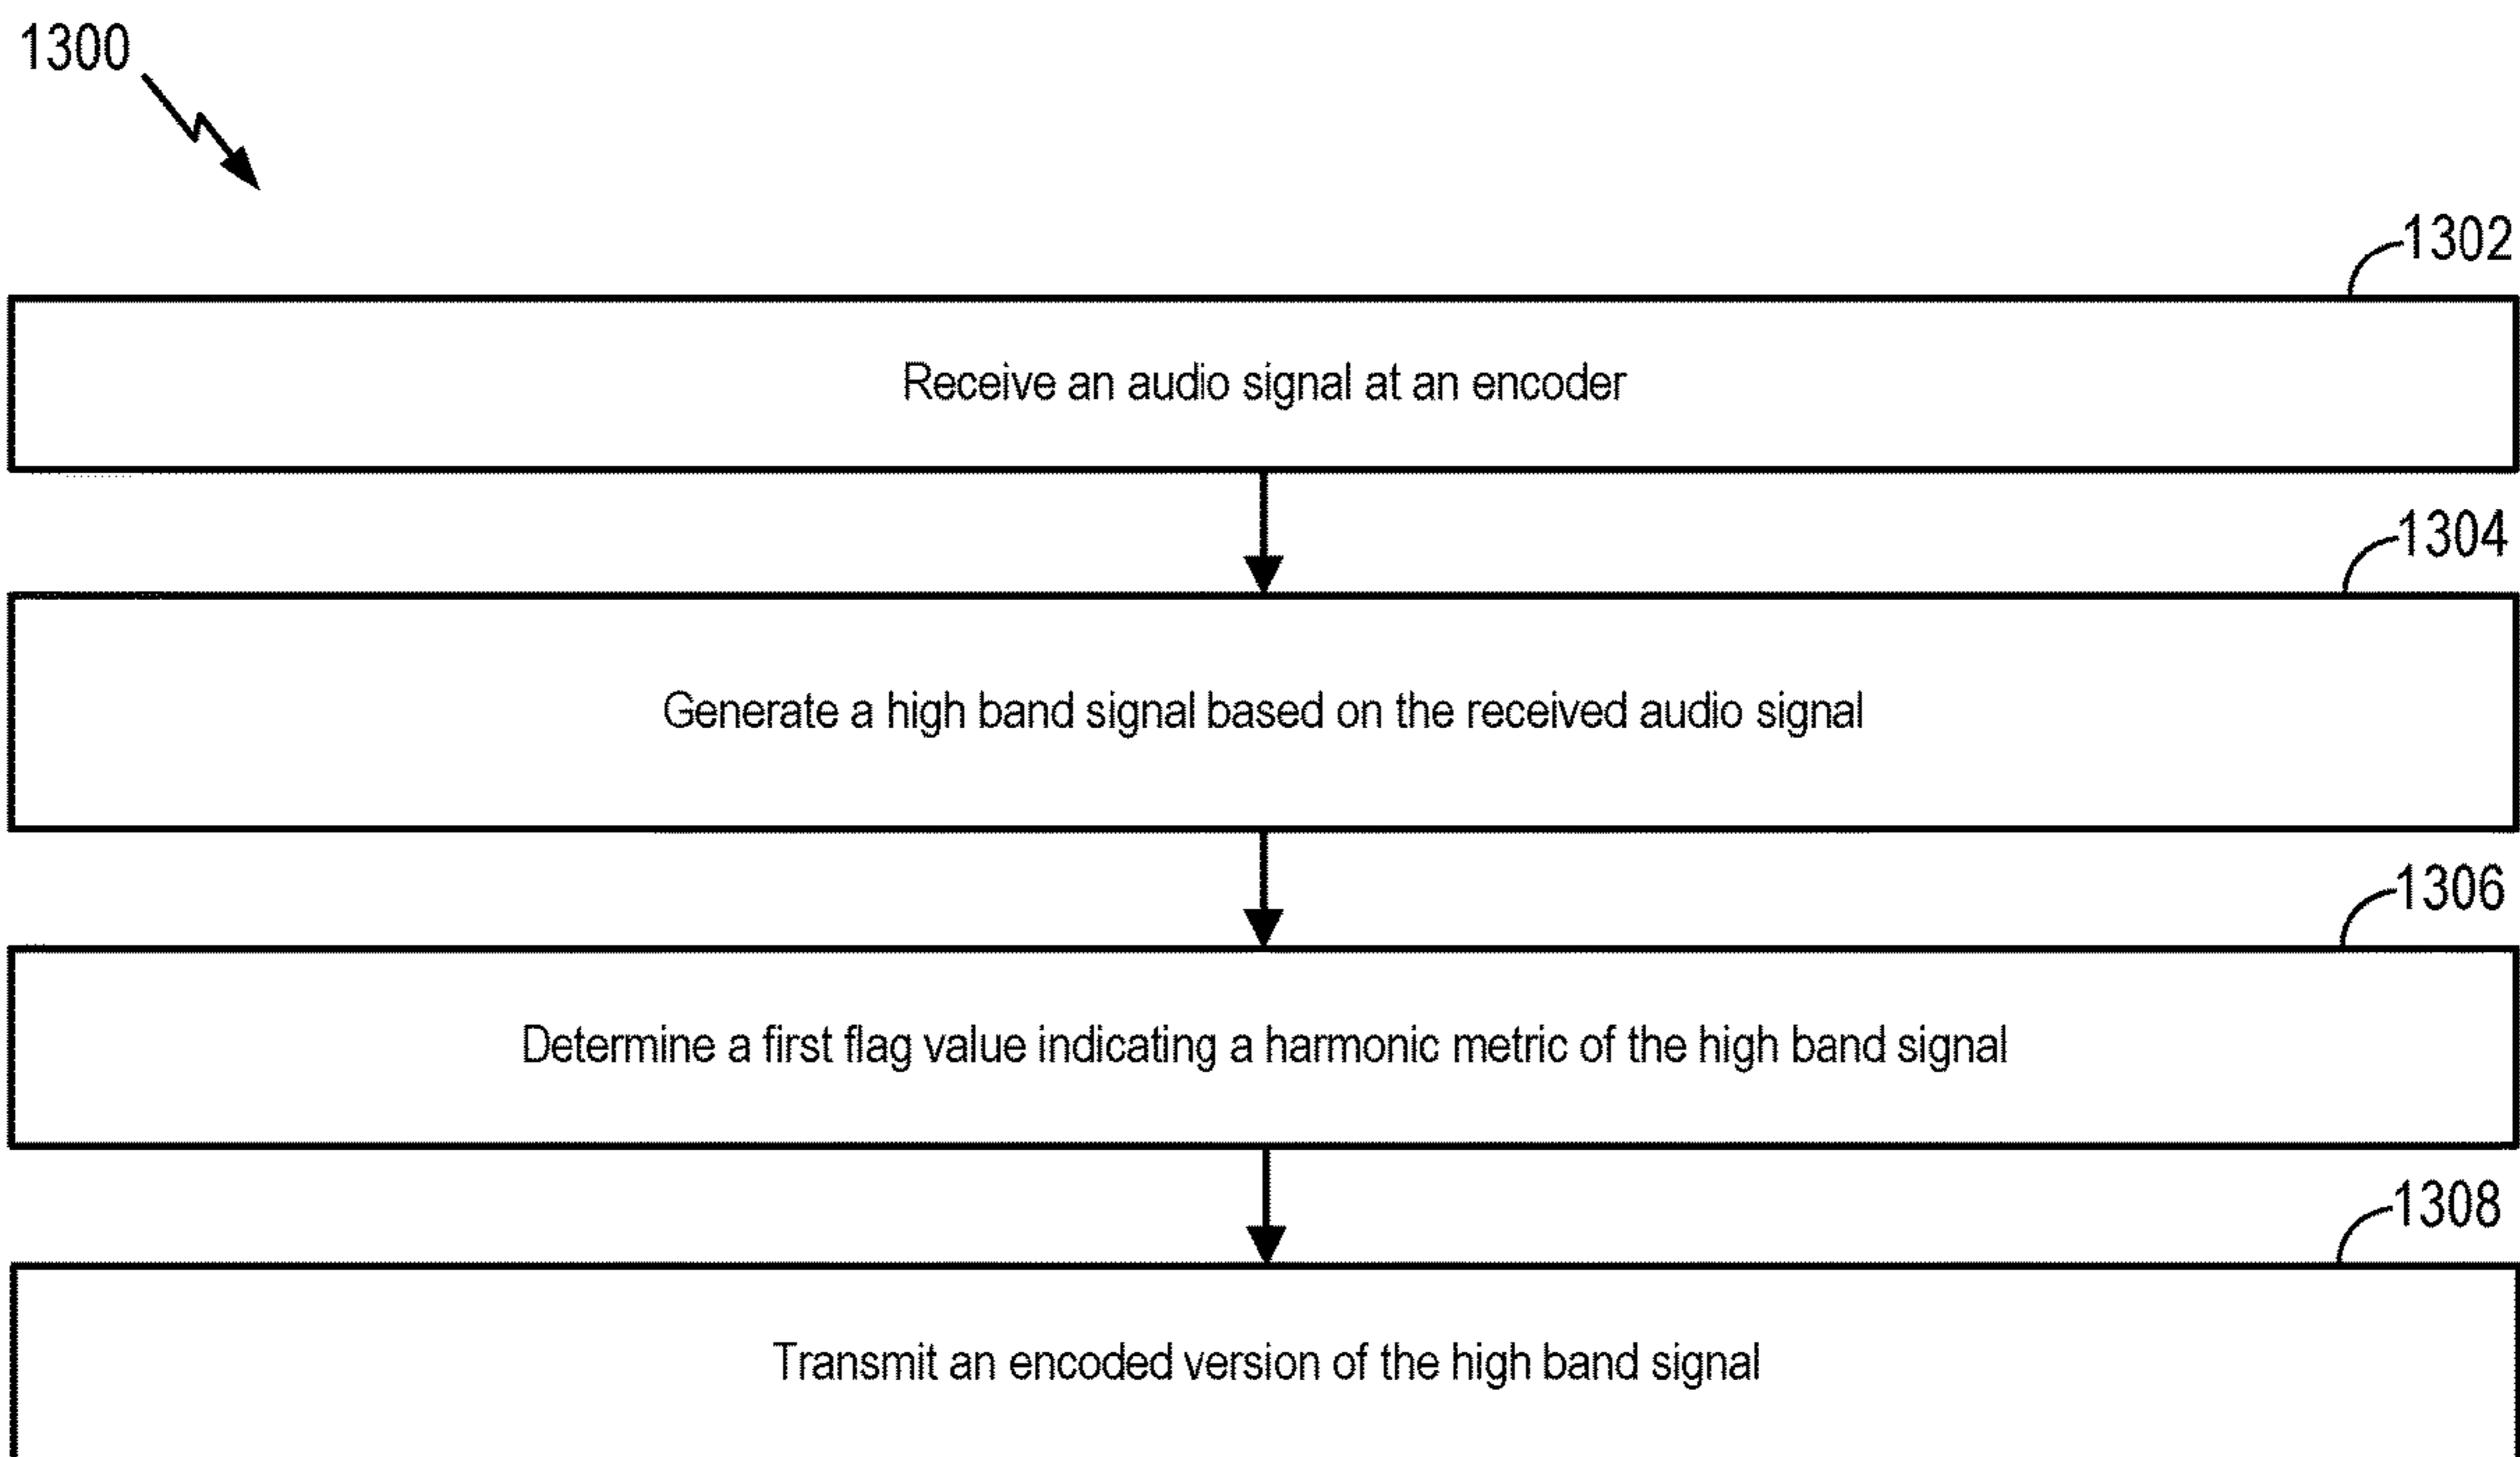 1300
1302
Receive an audio signal at an encoder
1304
Generate a high band signal based on the received audio signal
1306
Determine a first flag value indicating a harmonic metric of the high band signal
1308
Transmit an encoded version of the high band signal